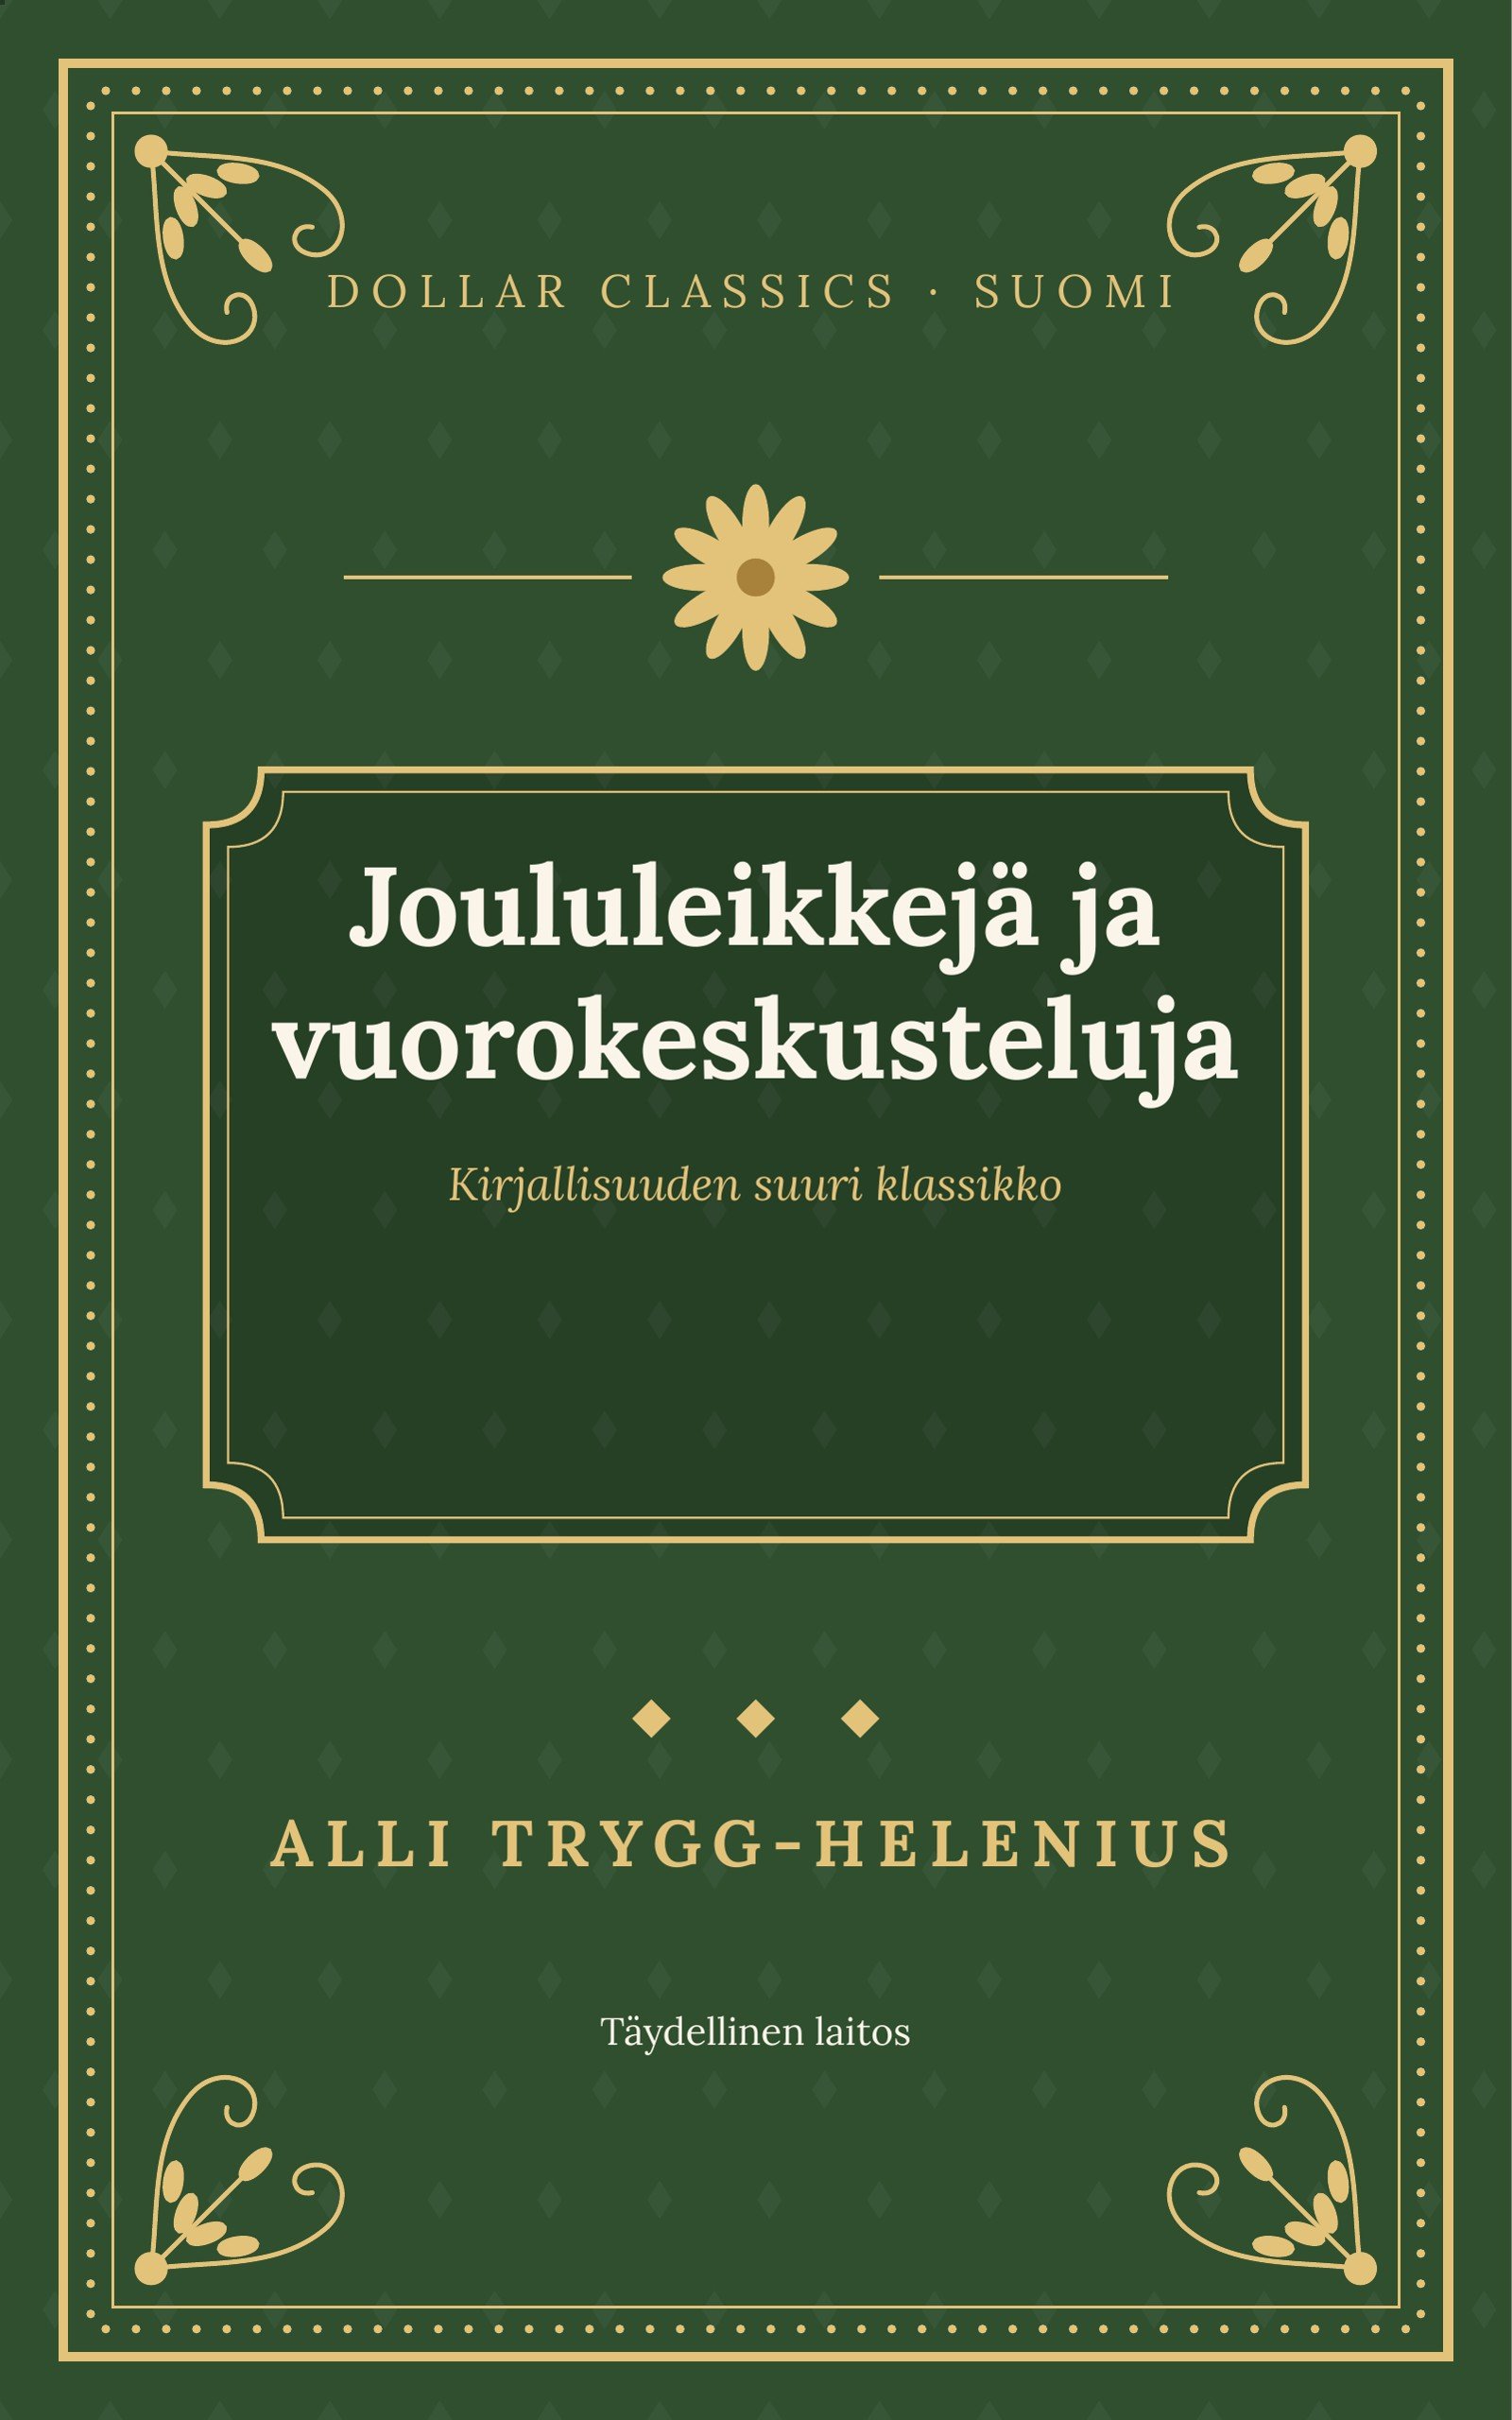 DOLLAR CLASSICS · SUOMI
Joululeikkejä ja
vuorokeskusteluja
Kirjallisuuden suuri klassikko
ALLI TRYGG-HELENIUS
Täydellinen laitos